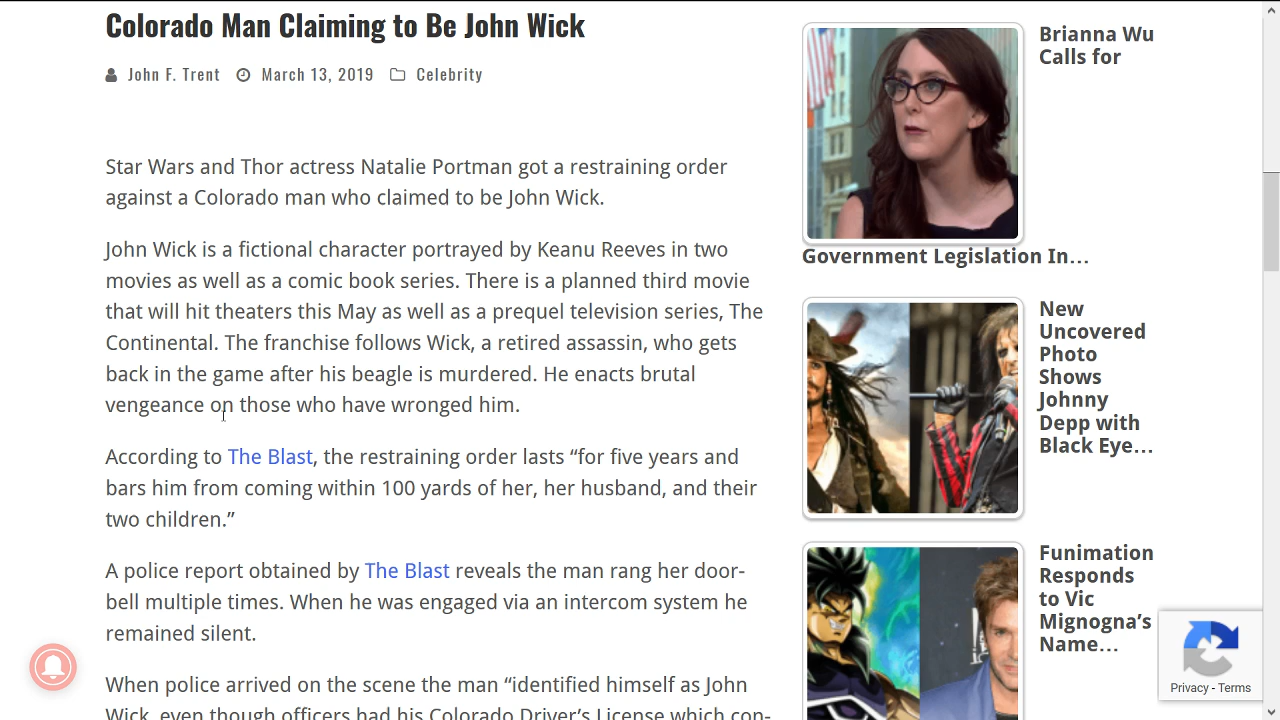 Colorado Man Claiming to Be John Wick
John F. Trent March 13, 2019 Celebrity
Star Wars and Thor actress Natalie Portman got a restraining order
against a Colorado man who claimed to be John Wick.
John Wick is a fictional character portrayed by Keanu Reeves in two
movies as well as a comic book series. There is a planned third movie
that will hit theaters this May as well as a prequel television series, The
Continental. The franchise follows Wick, a retired assassin, who gets
back in the game after his beagle is murdered. He enacts brutal
vengeance on those who have wronged him.
According to The Blast, the restraining order lasts “for five years and
bars him from coming within 100 yards of her, her husband, and their
two children.”
A police report obtained by The Blast reveals the man rang her door-
bell multiple times. When he was engaged via an intercom system he
remained silent.
When police arrived on the scene the man “identified himself as John
Wick, even though officers had his Colorado Driver’s License which con-
Brianna Wu
Calls for
Government Legislation In…
New
Uncovered
Photo
Shows
Johnny
Depp with
Black Eye…
Funimation
Responds
to Vic
Mignogna’s
Name…
Privacy - Terms